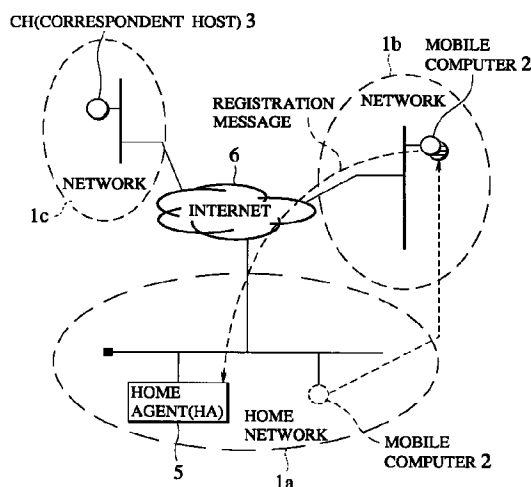 CH(CORRESPONDENT HOST) 3
1b
MOBILE
COMPUTER 2
NETWORK
REGISTRATION
MESSAGE
6
NETWORK
1c
INTERNET
HOME
AGENT(HA)
HOME
NETWORK
MOBILE
COMPUTER 2
5
1a